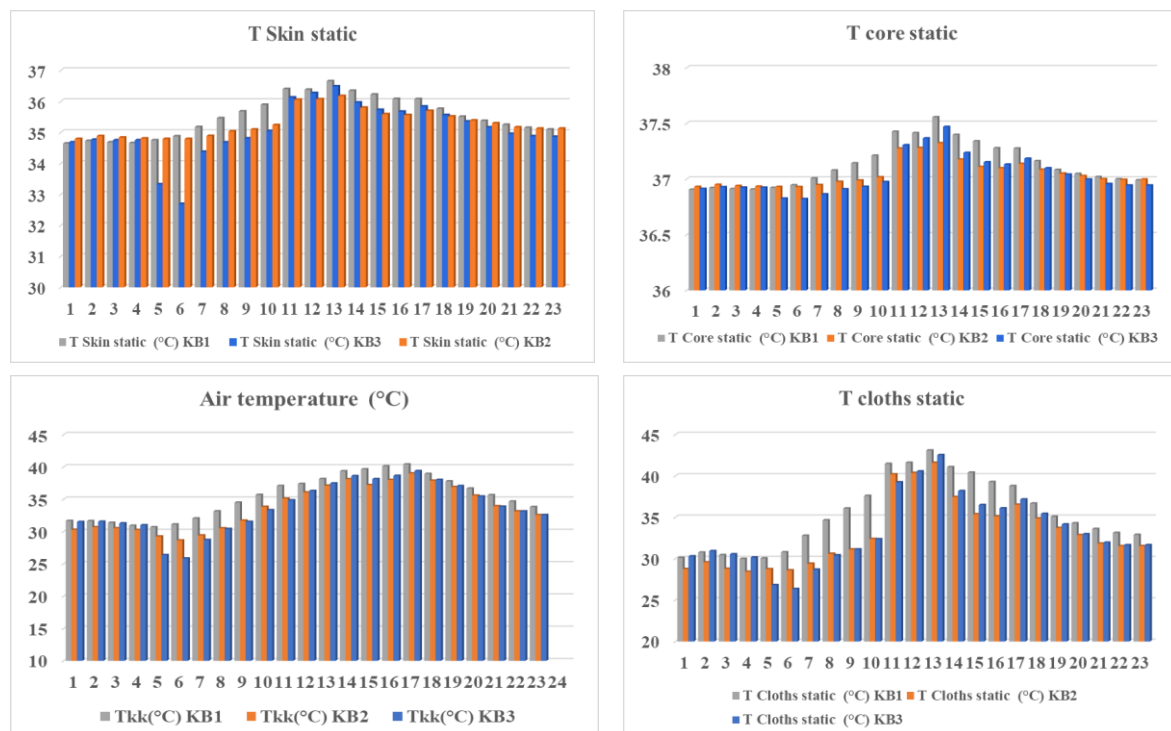 T Skin static
37
36
35
34
33
32
31
30
1 2 3 4 5 6 7 8 9 10 11 12 13 14 15 16 17 18 19 20 21 22 23
T Skin static (°C) KB1 T Skin static (°C) KB3 T Skin static (°C) KB2
T core static
38
37.5
37
36.5
36
1 2 3 4 5 6 7 8 9 10 11 12 13 14 15 16 17 18 19 20 21 22 23
T Core static (°C) KB1 T Core static (°C) KB2 T Core static (°C) KB3
Air temperature (°C)
45
40
35
30
25
20
15
10
1 2 3 4 5 6 7 8 9 10 11 12 13 14 15 16 17 18 19 20 21 22 23 24
Tkk(°C) KB1 Tkk(°C) KB2 Tkk(°C) KB3
T cloths static
45
40
35
30
25
20
1 2 3 4 5 6 7 8 9 10 11 12 13 14 15 16 17 18 19 20 21 22 23
T Cloths static (°C) KB1 T Cloths static (°C) KB2
T Cloths static (°C) KB3